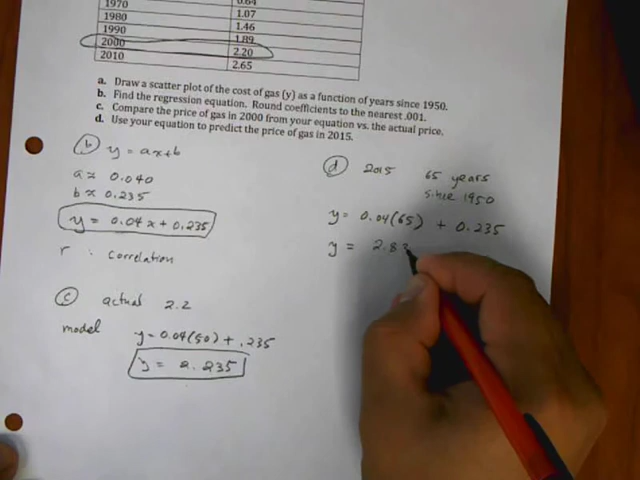 0.64
1970 1.07
1980 1.46
1990 1.89
2000 2.20
2010 2.65
a. Draw a scatter plot of the cost of gas (y) as a function of years since 1950.
b. Find the regression equation. Round coefficients to the nearest .001.
c. Compare the price of gas in 2000 from your equation vs. the actual price.
d. Use your equation to predict the price of gas in 2015.
b y = ax+b
a ≈ 0.040
b ≈ 0.235
y = 0.04x + 0.235
r : Correlation
c actual 2.2
model y = 0.04(50) + .235
y = 2.235
d 2015 65 years
since 1950
y = 0.04(65) + 0.235
y = 2.83